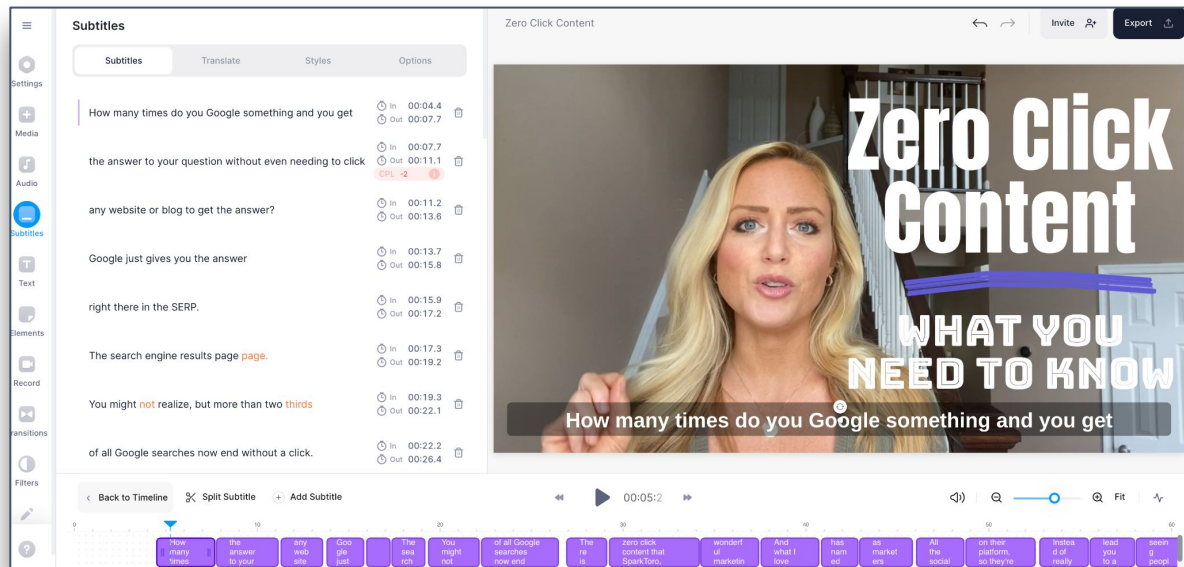 Subtitles
Zero Click Content
Invite
Export
Settings
Media
Audio
Subtitles
Text
Elements
Record
ransitions
Filters
Subtitles Translate Styles Options
How many times do you Google something and you get
In 00:04.4
Out 00:07.7
the answer to your question without even needing to click
In 00:07.7
Out 00:11.1
CPL -2
any website or blog to get the answer?
In 00:11.2
Out 00:13.6
Google just gives you the answer
In 00:13.7
Out 00:15.8
right there in the SERP.
In 00:15.9
Out 00:17.2
The search engine results page page.
In 00:17.3
Out 00:19.2
You might not realize, but more than two thirds
In 00:19.3
Out 00:22.1
of all Google searches now end without a click.
In 00:22.2
Out 00:26.4
Zero Click
Content
WHAT YOU
NEED TO KNOW
How many times do you Google something and you get
Back to Timeline Split Subtitle + Add Subtitle
00:05:2
Fit
0 10 20 30 40 50 60
How
many
times
the
answer
to your
any
web
site
Goo
gle
just
The
sea
rch
You
might
not
of all Google
searches
now end
The
re
is
zero click
content that
SparkToro,
wonderf
ul
marketin
And
what I
love
has
nam
ed
as
market
ers
All
the
social
on their
platform.
so they're
Instea
d of
really
lead
you
to a
seein
g
peopl